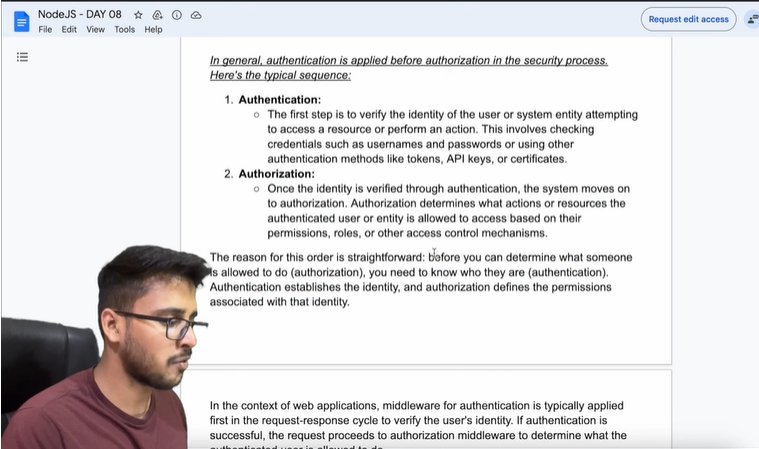 NodeJS - DAY 08
File Edit View Tools Help
Request edit access
In general, authentication is applied before authorization in the security process.
Here's the typical sequence:
1. Authentication:
○ The first step is to verify the identity of the user or system entity attempting
to access a resource or perform an action. This involves checking
credentials such as usernames and passwords or using other
authentication methods like tokens, API keys, or certificates.
2. Authorization:
○ Once the identity is verified through authentication, the system moves on
to authorization. Authorization determines what actions or resources the
authenticated user or entity is allowed to access based on their
permissions, roles, or other access control mechanisms.
The reason for this order is straightforward: before you can determine what someone
is allowed to do (authorization), you need to know who they are (authentication).
Authentication establishes the identity, and authorization defines the permissions
associated with that identity.
In the context of web applications, middleware for authentication is typically applied
first in the request-response cycle to verify the user's identity. If authentication is
successful, the request proceeds to authorization middleware to determine what the
authenticated user is allowed to do.